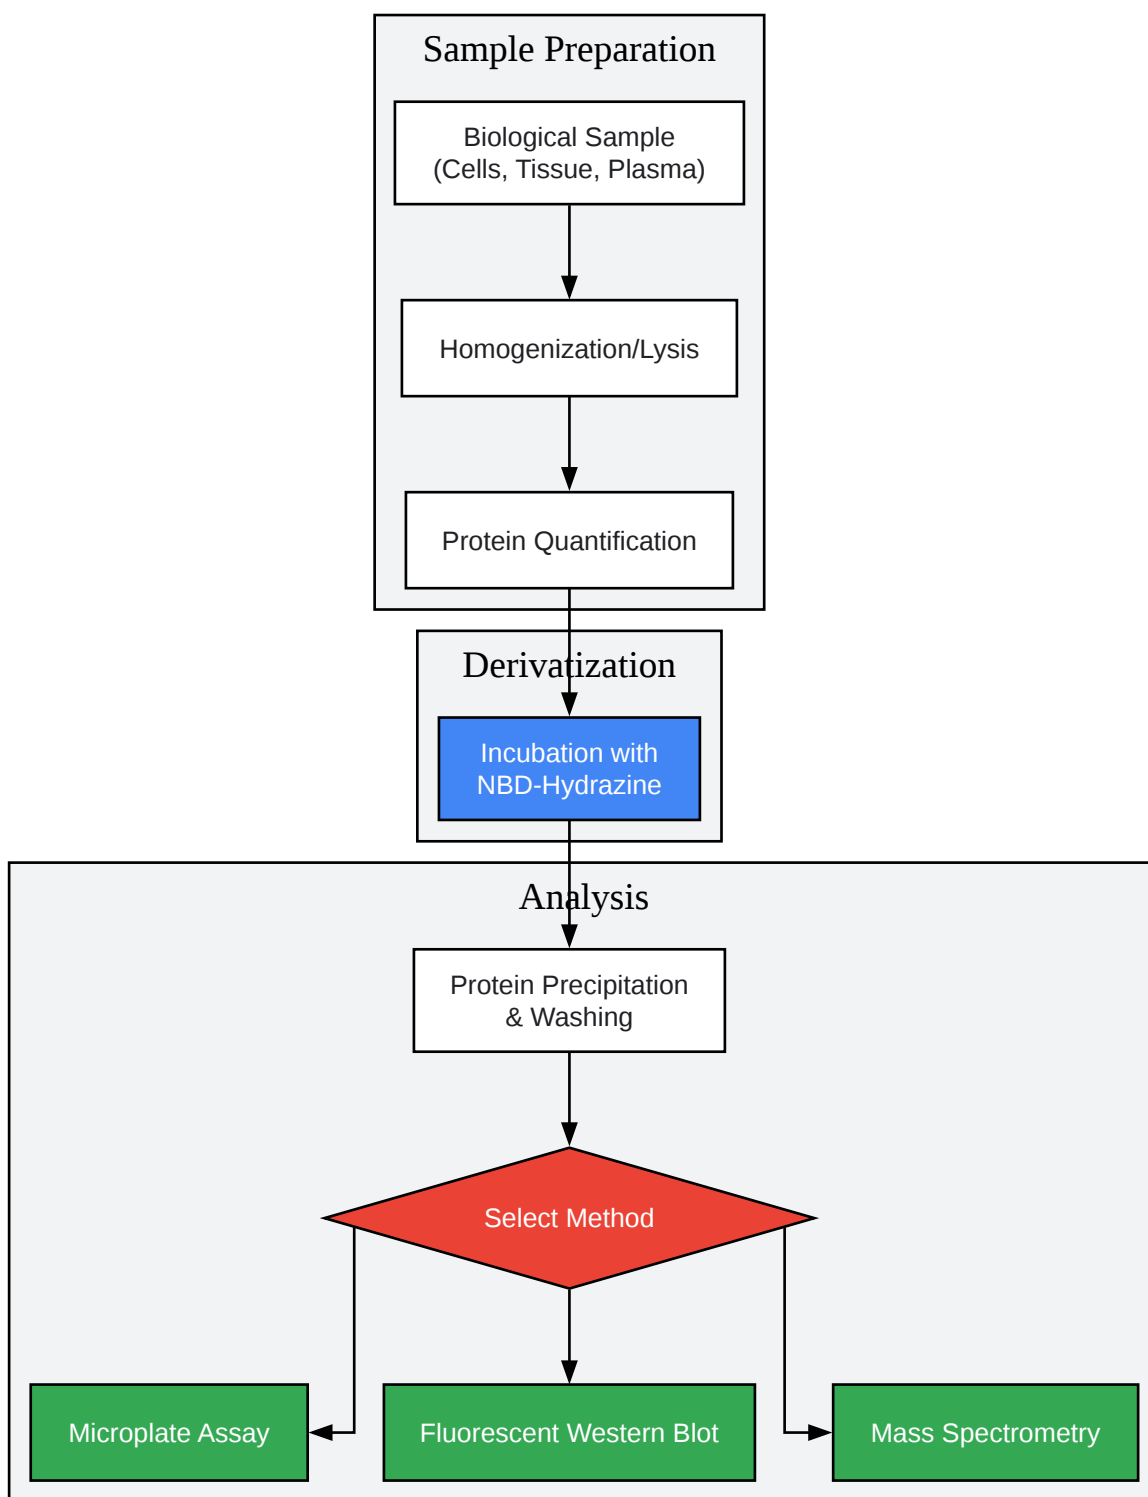 Sample Preparation
Biological Sample
(Cells, Tissue, Plasma)
Homogenization/Lysis
Protein Quantification
Derivatization
Incubation with
NBD-Hydrazine
Analysis
Protein Precipitation
& Washing
Select Method
Microplate Assay
Fluorescent Western Blot
Mass Spectrometry